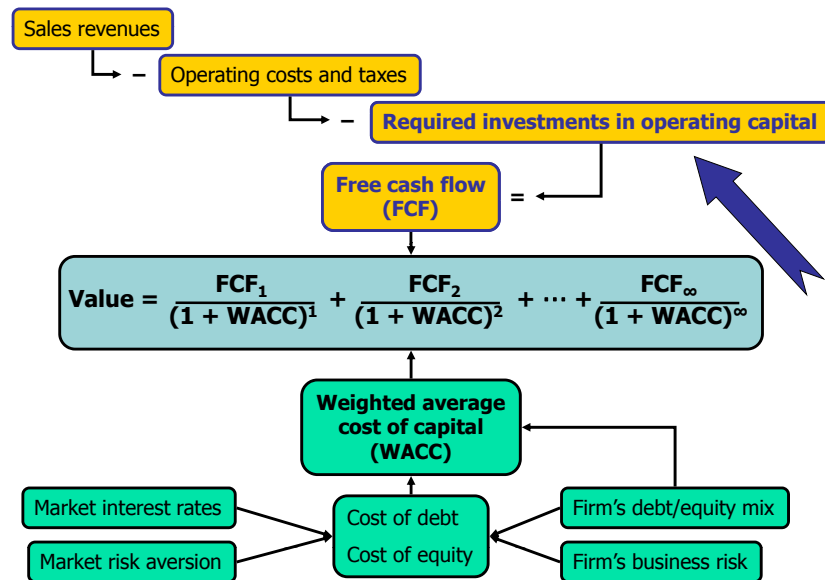 Sales revenues
– Operating costs and taxes
– Required investments in operating capital
Free cash flow
(FCF)
=
Value = FCF₁ / (1 + WACC)¹ + FCF₂ / (1 + WACC)² + ··· + FCF∞ / (1 + WACC)∞
Weighted average
cost of capital
(WACC)
Market interest rates
Cost of debt
Firm's debt/equity mix
Market risk aversion
Cost of equity
Firm's business risk